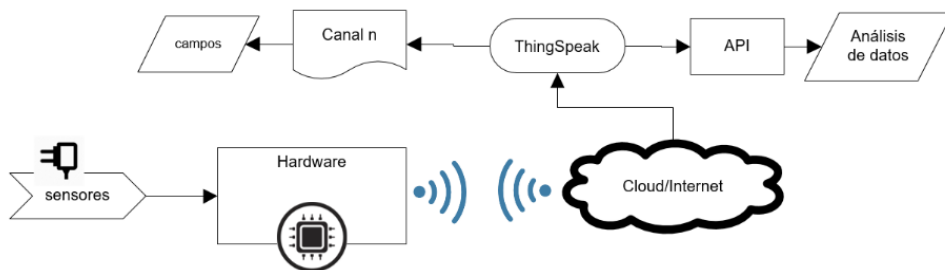 campos
Canal n
ThingSpeak
API
Análisis
de datos
sensores
Hardware
Cloud/Internet